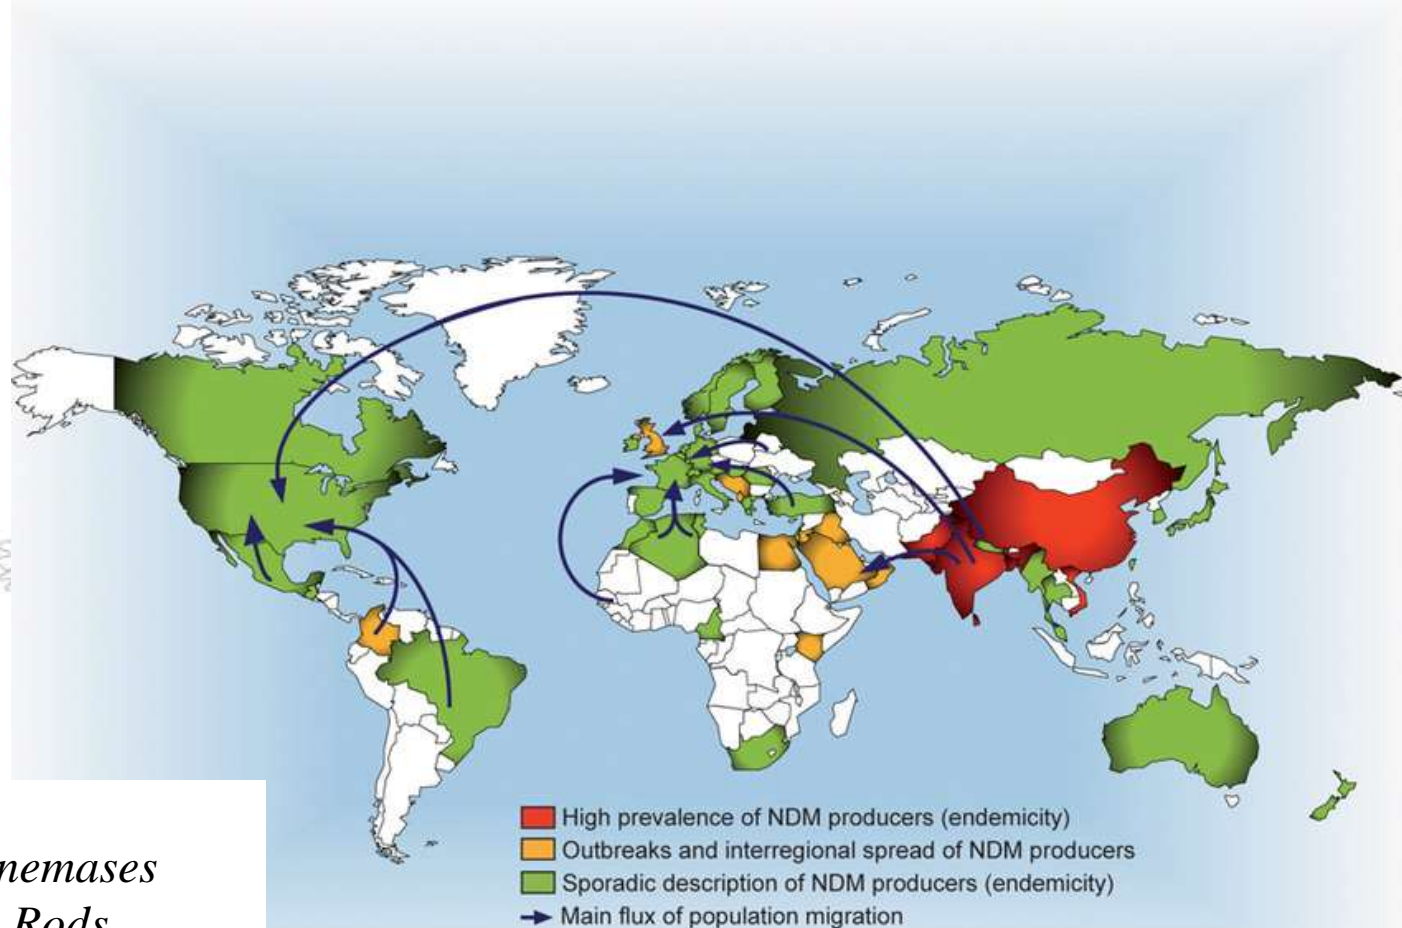 High prevalence of NDM producers (endemicity)
Outbreaks and interregional spread of NDM producers
Sporadic description of NDM producers (endemicity)
Main flux of population migration
nemases
Rods